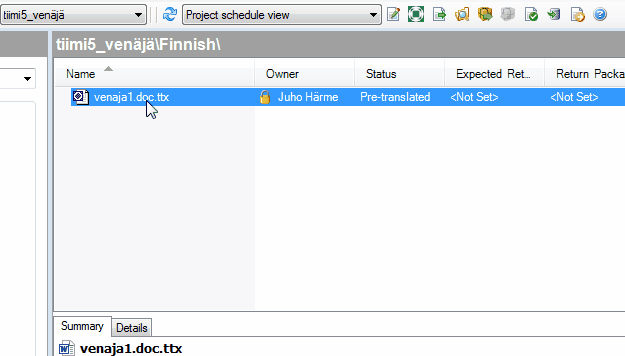 tiimi5_venäjä Project schedule view
tiimi5_venäjä\Finnish\
Name Owner Status Expected Ret... Return Packa
venaja1.doc.ttx Juho Härme Pre-translated <Not Set> <Not Set>
Summary Details
venaja1.doc.ttx